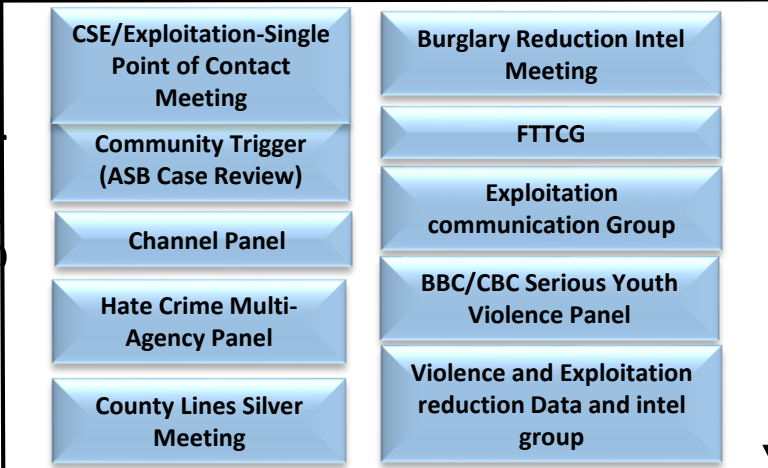 CSE/Exploitation-Single
Point of Contact
Meeting
Community Trigger
(ASB Case Review)
Channel Panel
Hate Crime Multi-
Agency Panel
County Lines Silver
Meeting
Burglary Reduction Intel
Meeting
FTTCG
Exploitation
communication Group
BBC/CBC Serious Youth
Violence Panel
Violence and Exploitation
reduction Data and intel
group